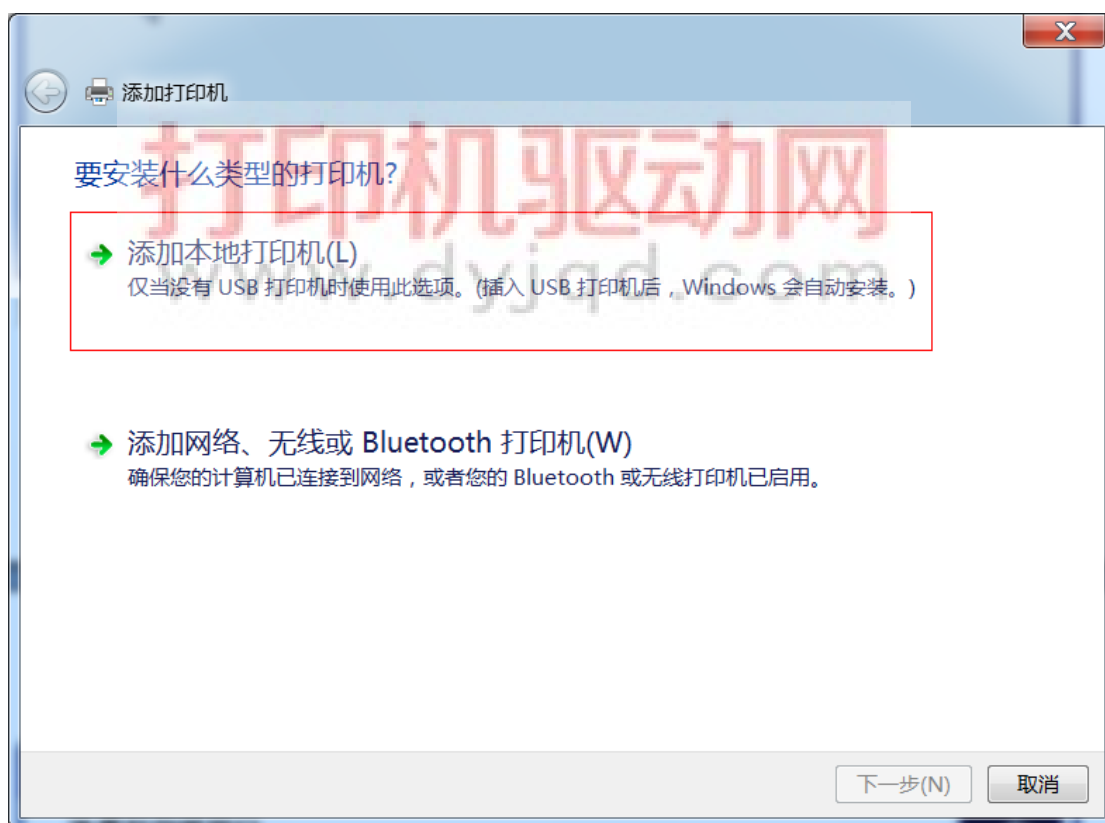 添加打印机
打印机驱动网
要安装什么类型的打印机?
添加本地打印机(L)
www.dyjqd.com
仅当没有 USB 打印机时使用此选项。(插入 USB 打印机后，Windows 会自动安装。)
添加网络、无线或 Bluetooth 打印机(W)
确保您的计算机已连接到网络，或者您的 Bluetooth 或无线打印机已启用。
下一步(N)
取消